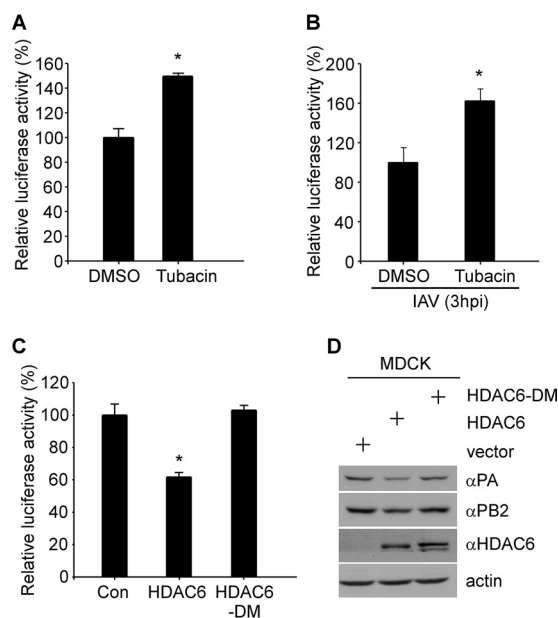 A
Relative luciferase activity (%)
160
140
120
100
80
60
40
20
0
*
DMSO Tubacin
B
Relative luciferase activity (%)
200
160
120
80
40
0
*
DMSO Tubacin
IAV (3hpi)
C
Relative luciferase activity (%)
120
100
80
60
40
20
0
*
Con HDAC6 HDAC6
-DM
D
MDCK
+ HDAC6-DM
+ HDAC6
+ vector
αPA
αPB2
αHDAC6
actin